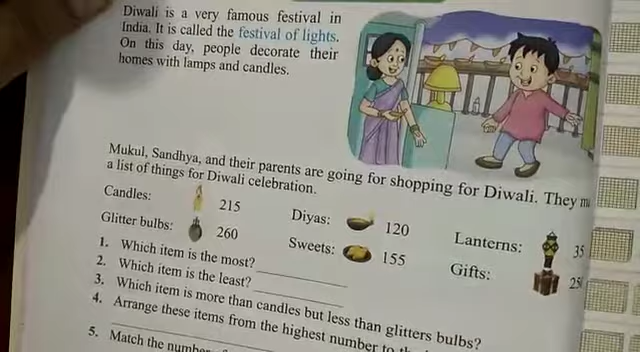 Diwali is a very famous festival in
India. It is called the festival of lights.
On this day, people decorate their
homes with lamps and candles.
Mukul, Sandhya, and their parents are going for shopping for Diwali. They
a list of things for Diwali celebration.
Candles: 215 Diyas: 120 Lanterns: 35
Glitter bulbs: 260 Sweets: 155 Gifts:
1. Which item is the most?
2. Which item is the least?
3. Which item is more than candles but less than glitters bulbs?
4. Arrange these items from the highest number to
5. Match the